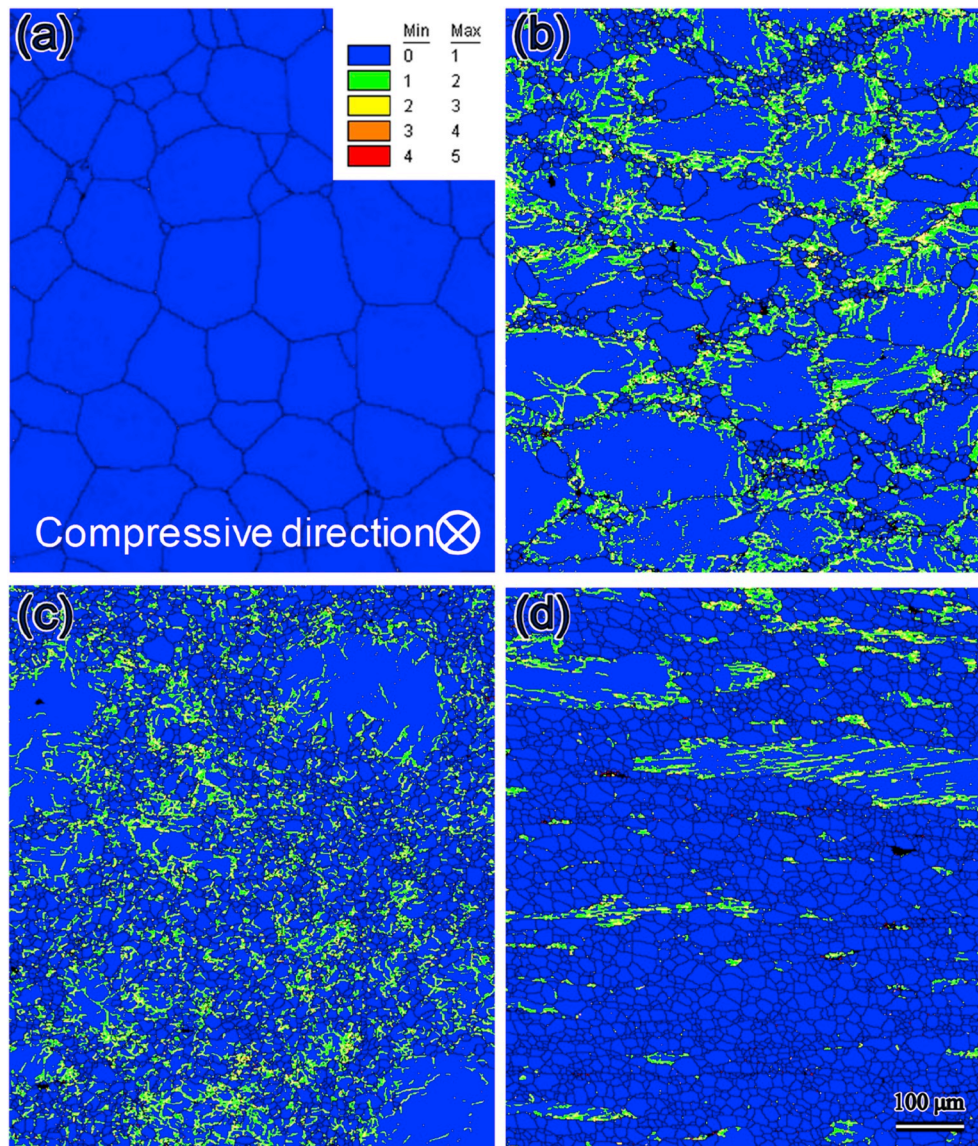 (a)
Min Max
0 1
1 2
2 3
3 4
4 5
(b)
Compressive direction
(c)
(d)
100 μm